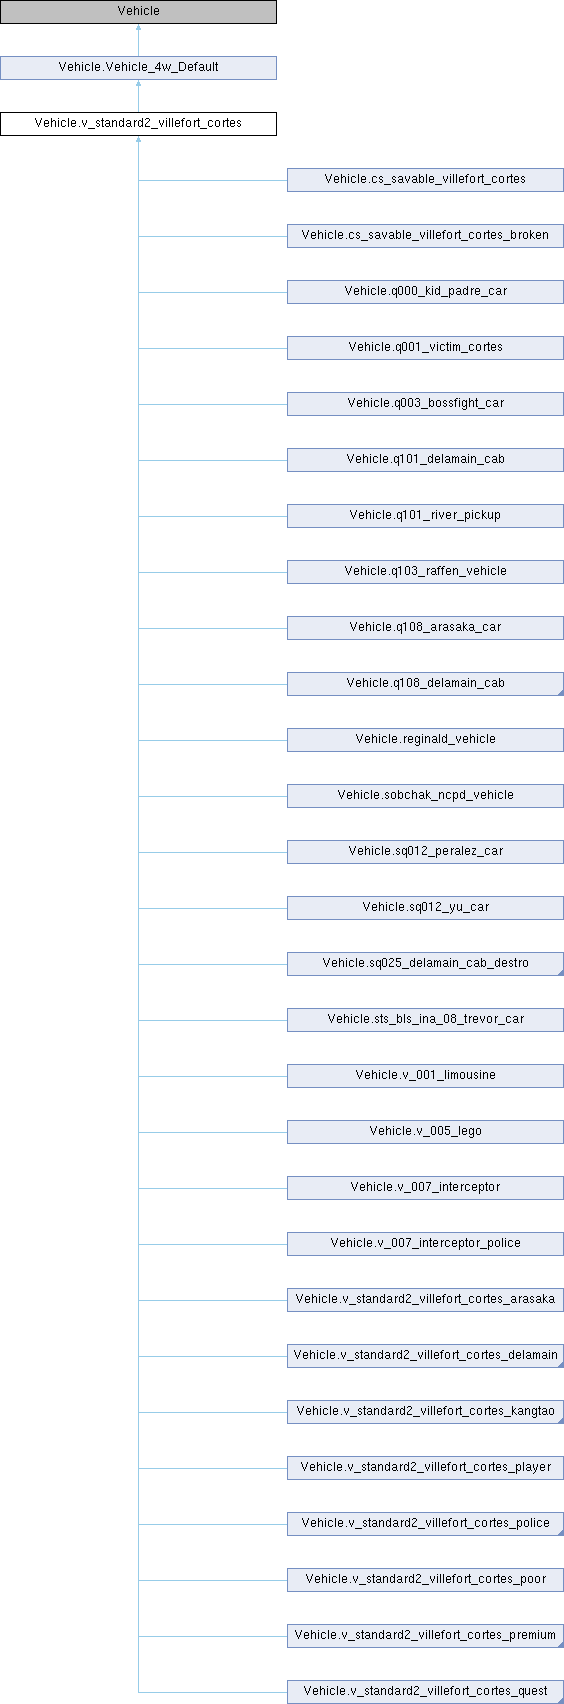 Vehicle
Vehicle.Vehicle_4w_Default
Vehicle.v_standard2_villefort_cortes
Vehicle.cs_savable_villefort_cortes
Vehicle.cs_savable_villefort_cortes_broken
Vehicle.q000_kid_padre_car
Vehicle.q001_victim_cortes
Vehicle.q003_bossfight_car
Vehicle.q101_delamain_cab
Vehicle.q101_river_pickup
Vehicle.q103_raffen_vehicle
Vehicle.q108_arasaka_car
Vehicle.q108_delamain_cab
Vehicle.reginald_vehicle
Vehicle.sobchak_ncpd_vehicle
Vehicle.sq012_peralez_car
Vehicle.sq012_yu_car
Vehicle.sq025_delamain_cab_destro
Vehicle.sts_bls_ina_08_trevor_car
Vehicle.v_001_limousine
Vehicle.v_005_lego
Vehicle.v_007_interceptor
Vehicle.v_007_interceptor_police
Vehicle.v_standard2_villefort_cortes_arasaka
Vehicle.v_standard2_villefort_cortes_delamain
Vehicle.v_standard2_villefort_cortes_kangtao
Vehicle.v_standard2_villefort_cortes_player
Vehicle.v_standard2_villefort_cortes_police
Vehicle.v_standard2_villefort_cortes_poor
Vehicle.v_standard2_villefort_cortes_premium
Vehicle.v_standard2_villefort_cortes_quest